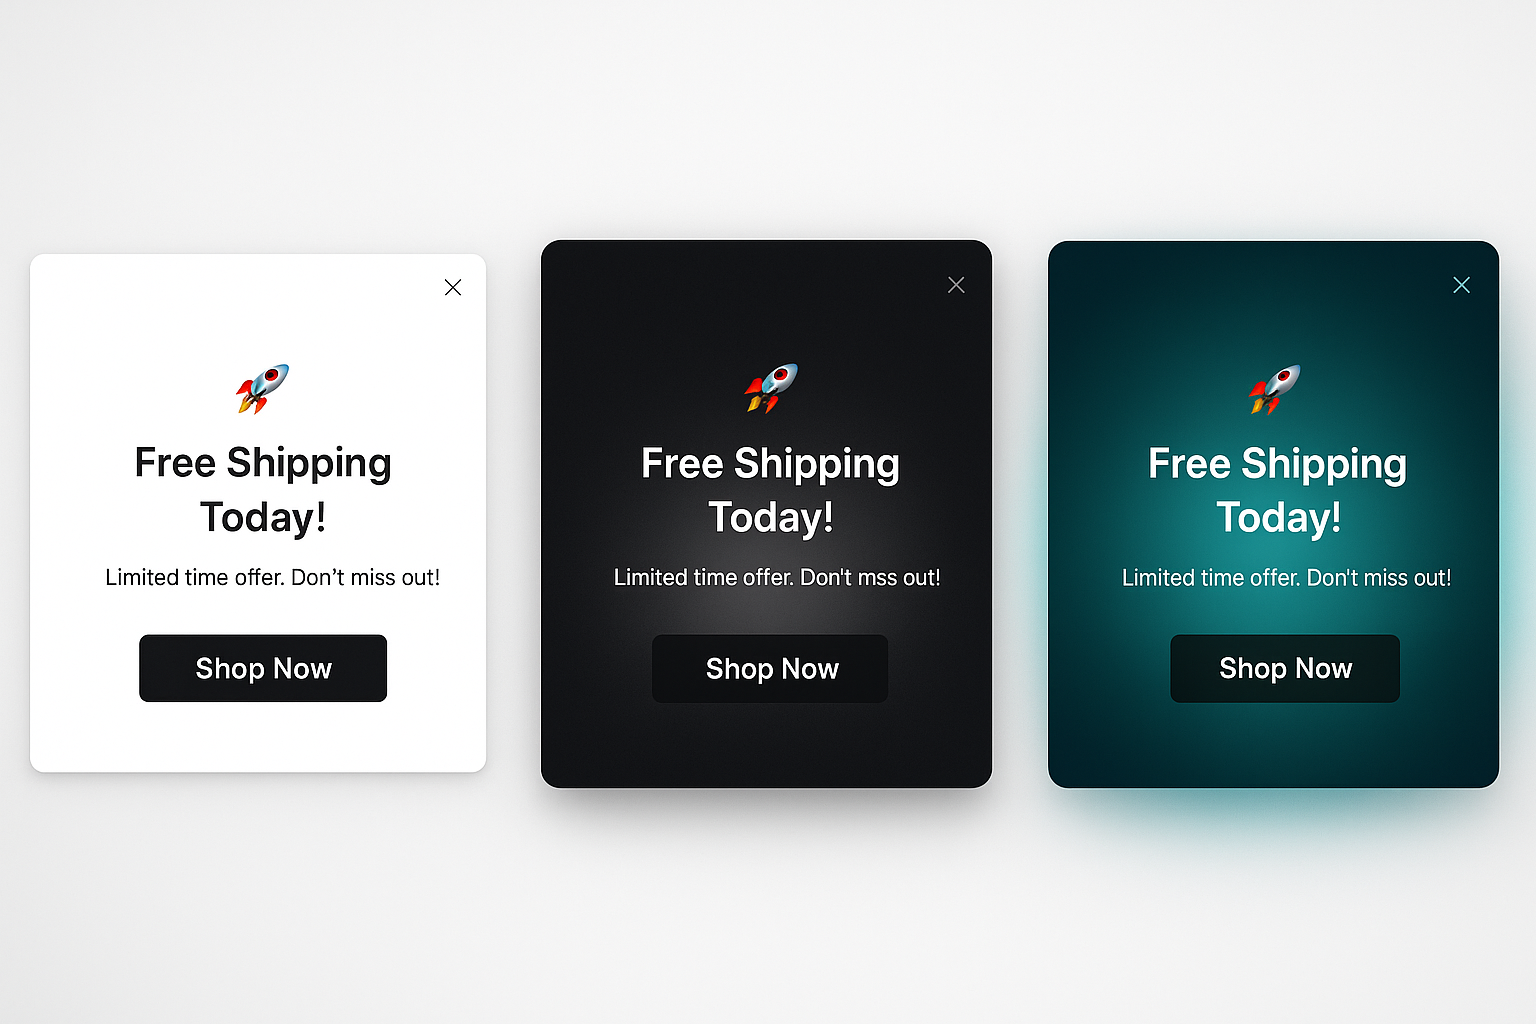 Free Shipping
Today!
Limited time offer. Don’t miss out!
Shop Now
Free Shipping
Today!
Limited time offer. Don't mss out!
Shop Now
Free Shipping
Today!
Limited time offer. Don't miss out!
Shop Now